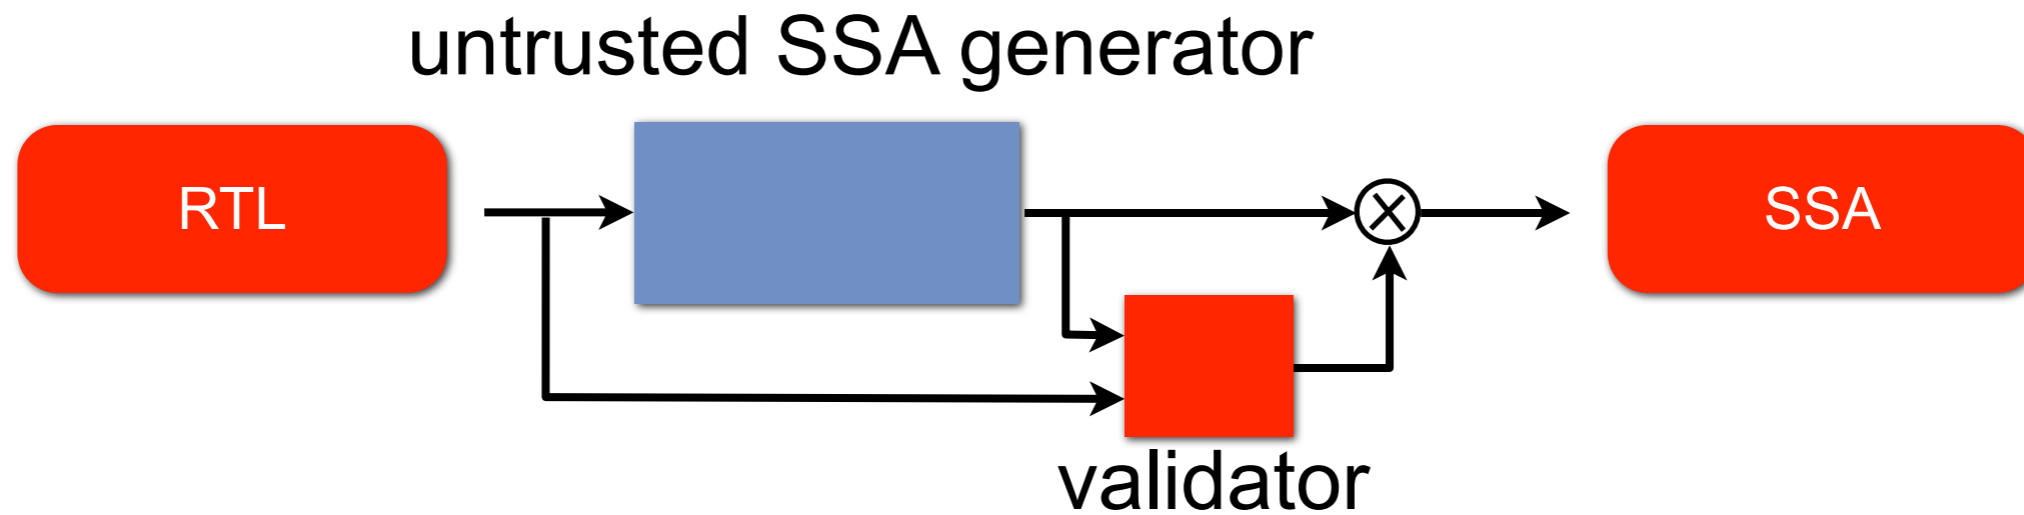 untrusted SSA generator
RTL
SSA
validator